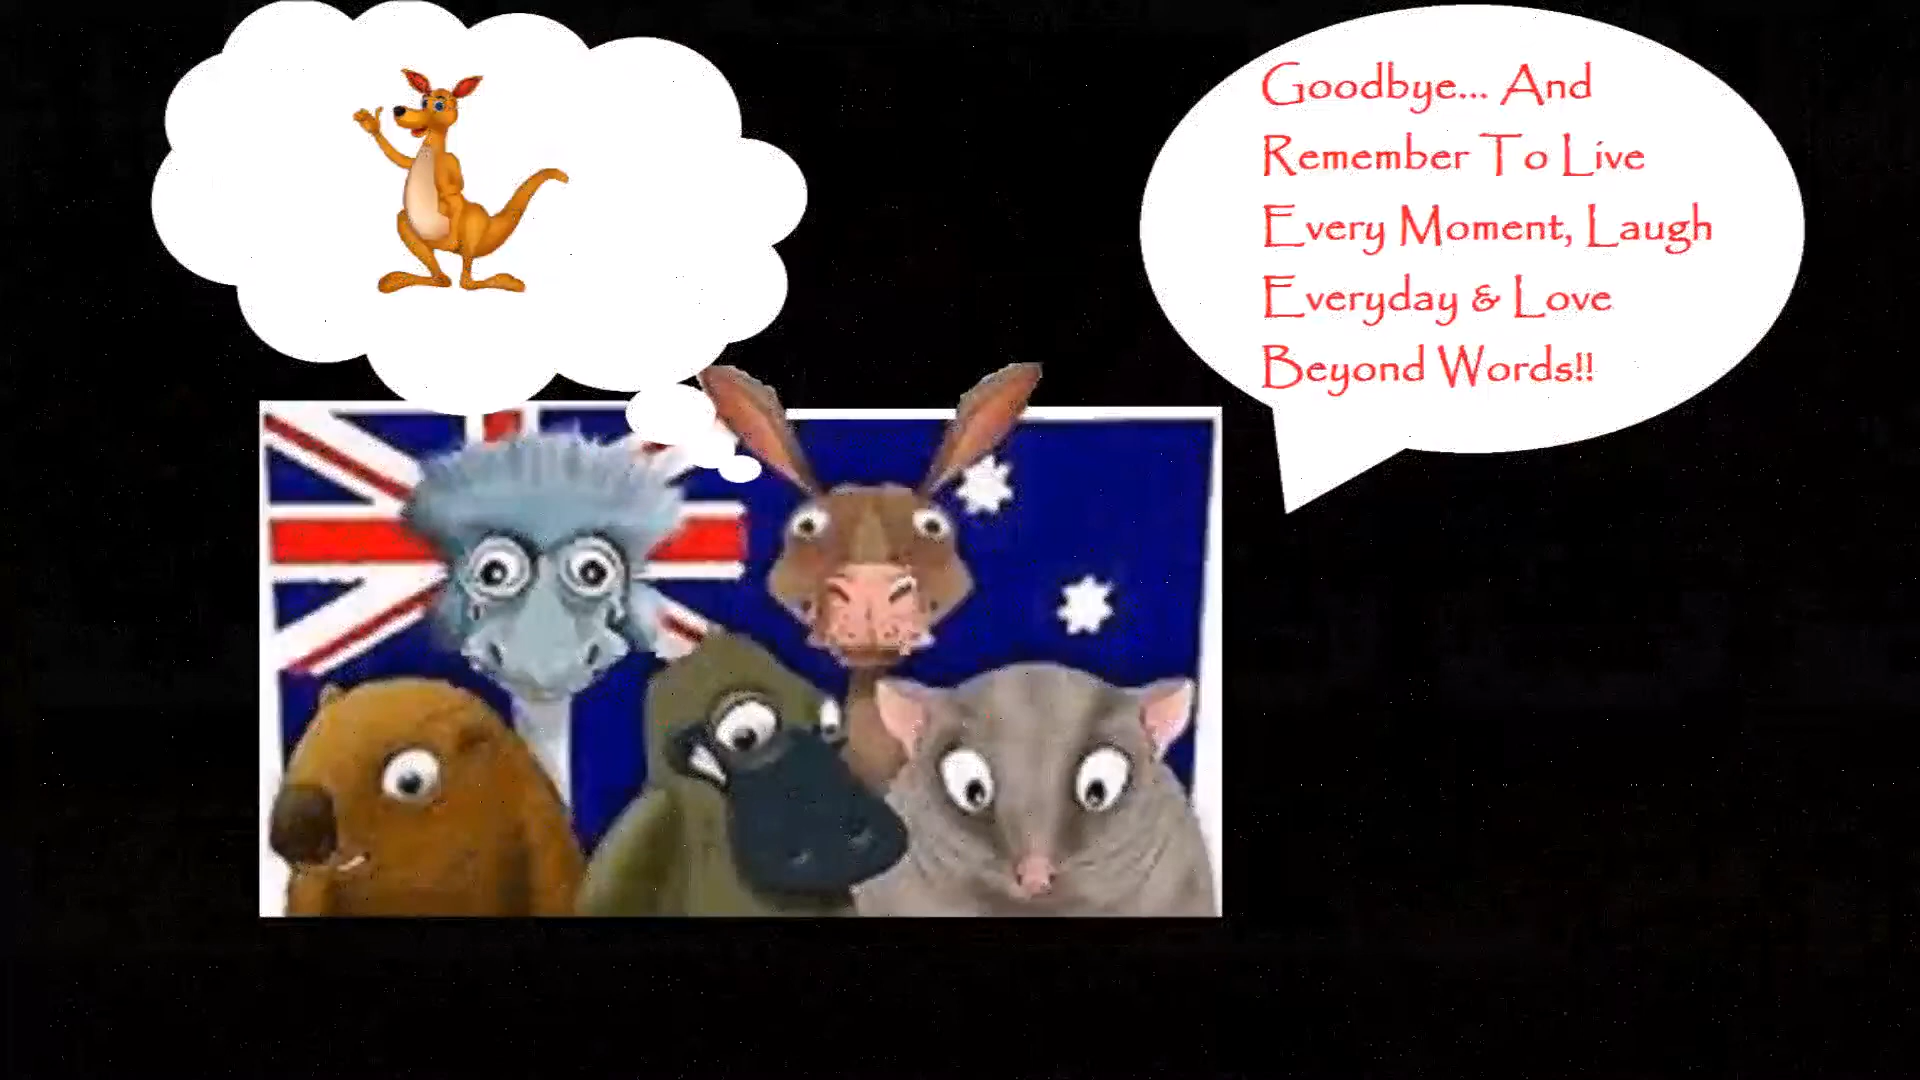 Goodbye... And
Remember To Live
Every Moment, Laugh
Everyday & Love
Beyond Words!!